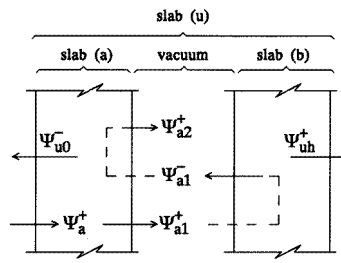 slab (u)
slab (a) vacuum slab (b)
Ψ⁻ᵤ₀ Ψ⁺ₐ₂ Ψ⁺ᵤₕ
Ψ⁻ₐ₁
Ψ⁺ₐ Ψ⁺ₐ₁